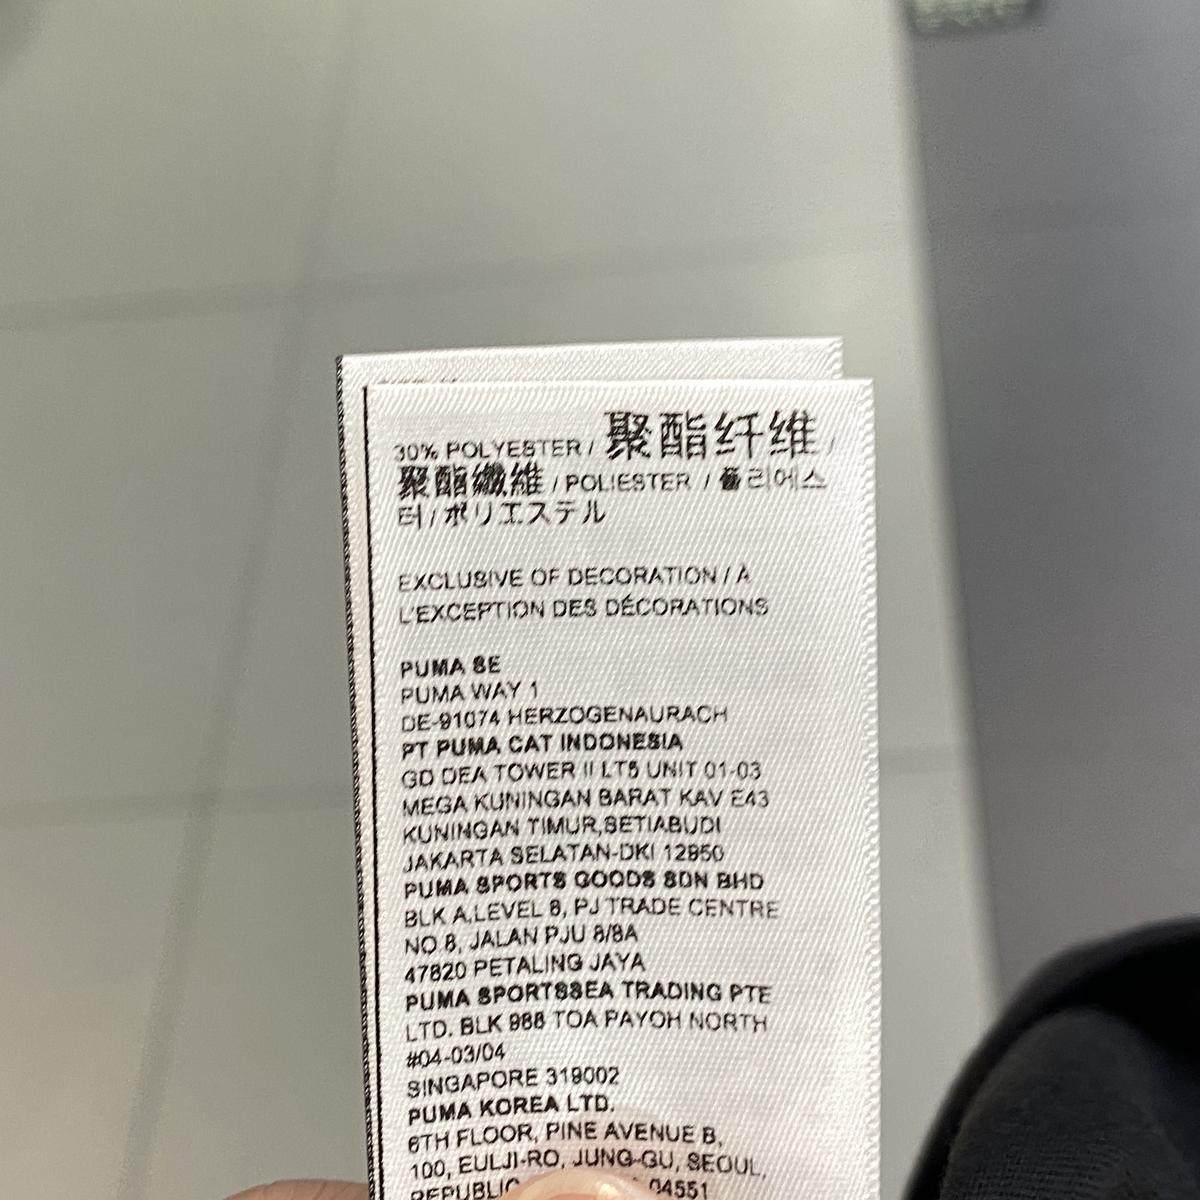 30% POLYESTER / 聚酯纤维 /
聚酯纖維 / POLIESTER / 폴리에스
터 / ポリエステル
EXCLUSIVE OF DECORATION / À
L'EXCEPTION DES DÉCORATIONS
PUMA SE
PUMA WAY 1
DE-91074 HERZOGENAURACH
PT PUMA CAT INDONESIA
GD DEA TOWER II LT5 UNIT 01-03
MEGA KUNINGAN BARAT KAV E43
KUNINGAN TIMUR,SETIABUDI
JAKARTA SELATAN-DKI 12950
PUMA SPORTS GOODS SDN BHD
BLK A,LEVEL 8, PJ TRADE CENTRE
NO.8, JALAN PJU 8/8A
47820 PETALING JAYA
PUMA SPORTSSEA TRADING PTE
LTD. BLK 988 TOA PAYOH NORTH
#04-03/04
SINGAPORE 319002
PUMA KOREA LTD.
6TH FLOOR, PINE AVENUE B,
100, EULJI-RO, JUNG-GU, SEOUL,
REPUBLIC 04551